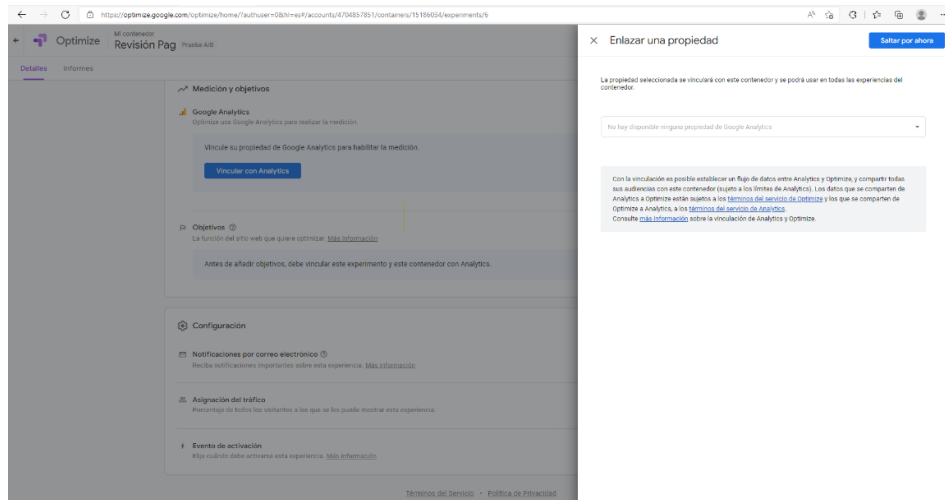 https://optimize.google.com/optimize/home/?authuser=0&hl=es#/accounts/4704857851/containers/15186034/experiments/6
Optimize
Mi contenedor
Revisión Pag
Prueba A/B
Detalles
Informes
Medición y objetivos
Google Analytics
Optimize usa Google Analytics para realizar la medición.
Vincule su propiedad de Google Analytics para habilitar la medición.
Vincular con Analytics
Objetivos
La función del sitio web que quiere optimizar. Más información
Antes de añadir objetivos, debe vincular este experimento y este contenedor con Analytics.
Configuración
Notificaciones por correo electrónico
Reciba notificaciones importantes sobre esta experiencia. Más información
Asignación del tráfico
Porcentaje de todos los visitantes a los que se les puede mostrar esta experiencia.
Evento de activación
Elija cuándo debe activarse esta experiencia. Más información
Términos del Servicio • Política de Privacidad
Enlazar una propiedad
Saltar por ahora
La propiedad seleccionada se vinculará con este contenedor y se podrá usar en todas las experiencias del
contenedor.
No hay disponible ninguna propiedad de Google Analytics
Con la vinculación es posible establecer un flujo de datos entre Analytics y Optimize, y compartir todas
sus audiencias con este contenedor (sujeto a los límites de Analytics). Los datos que se comparten de
Analytics a Optimize están sujetos a los términos del servicio de Optimize y los que se comparten de
Optimize a Analytics, a los términos del servicio de Analytics.
Consulte más información sobre la vinculación de Analytics y Optimize.